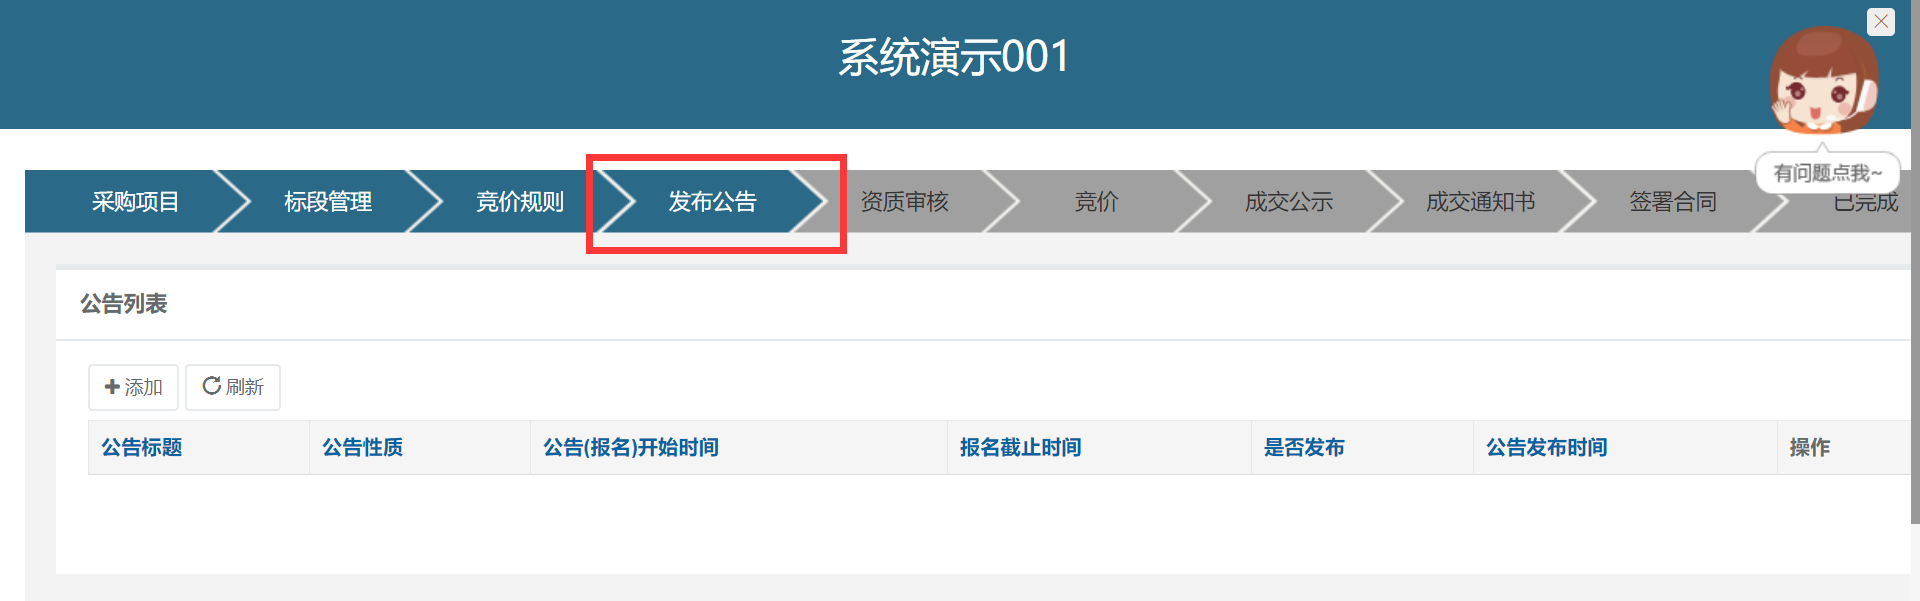 系统演示001
有问题点我~
采购项目
标段管理
竞价规则
发布公告
资质审核
竞价
成交公示
成交通知书
签署合同
已完成
公告列表
添加
刷新
公告标题
公告性质
公告(报名)开始时间
报名截止时间
是否发布
公告发布时间
操作